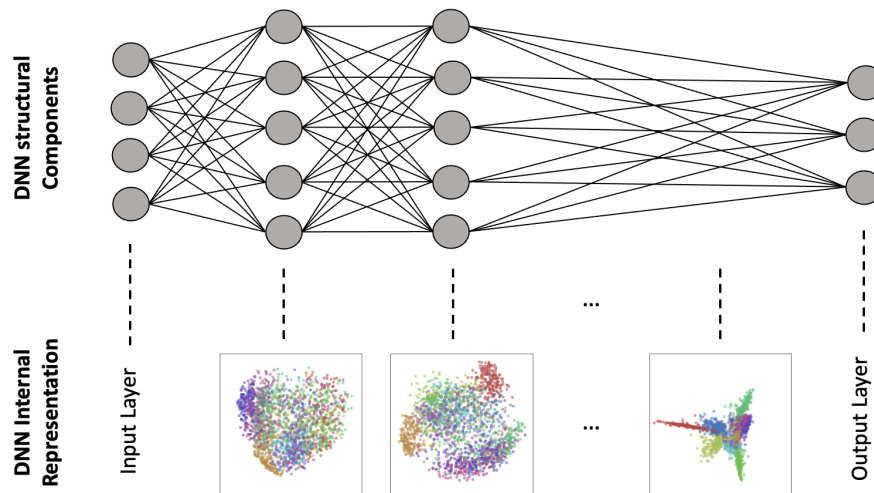 DNN structural
Components
...
DNN Internal
Representation
Input Layer
...
Output Layer